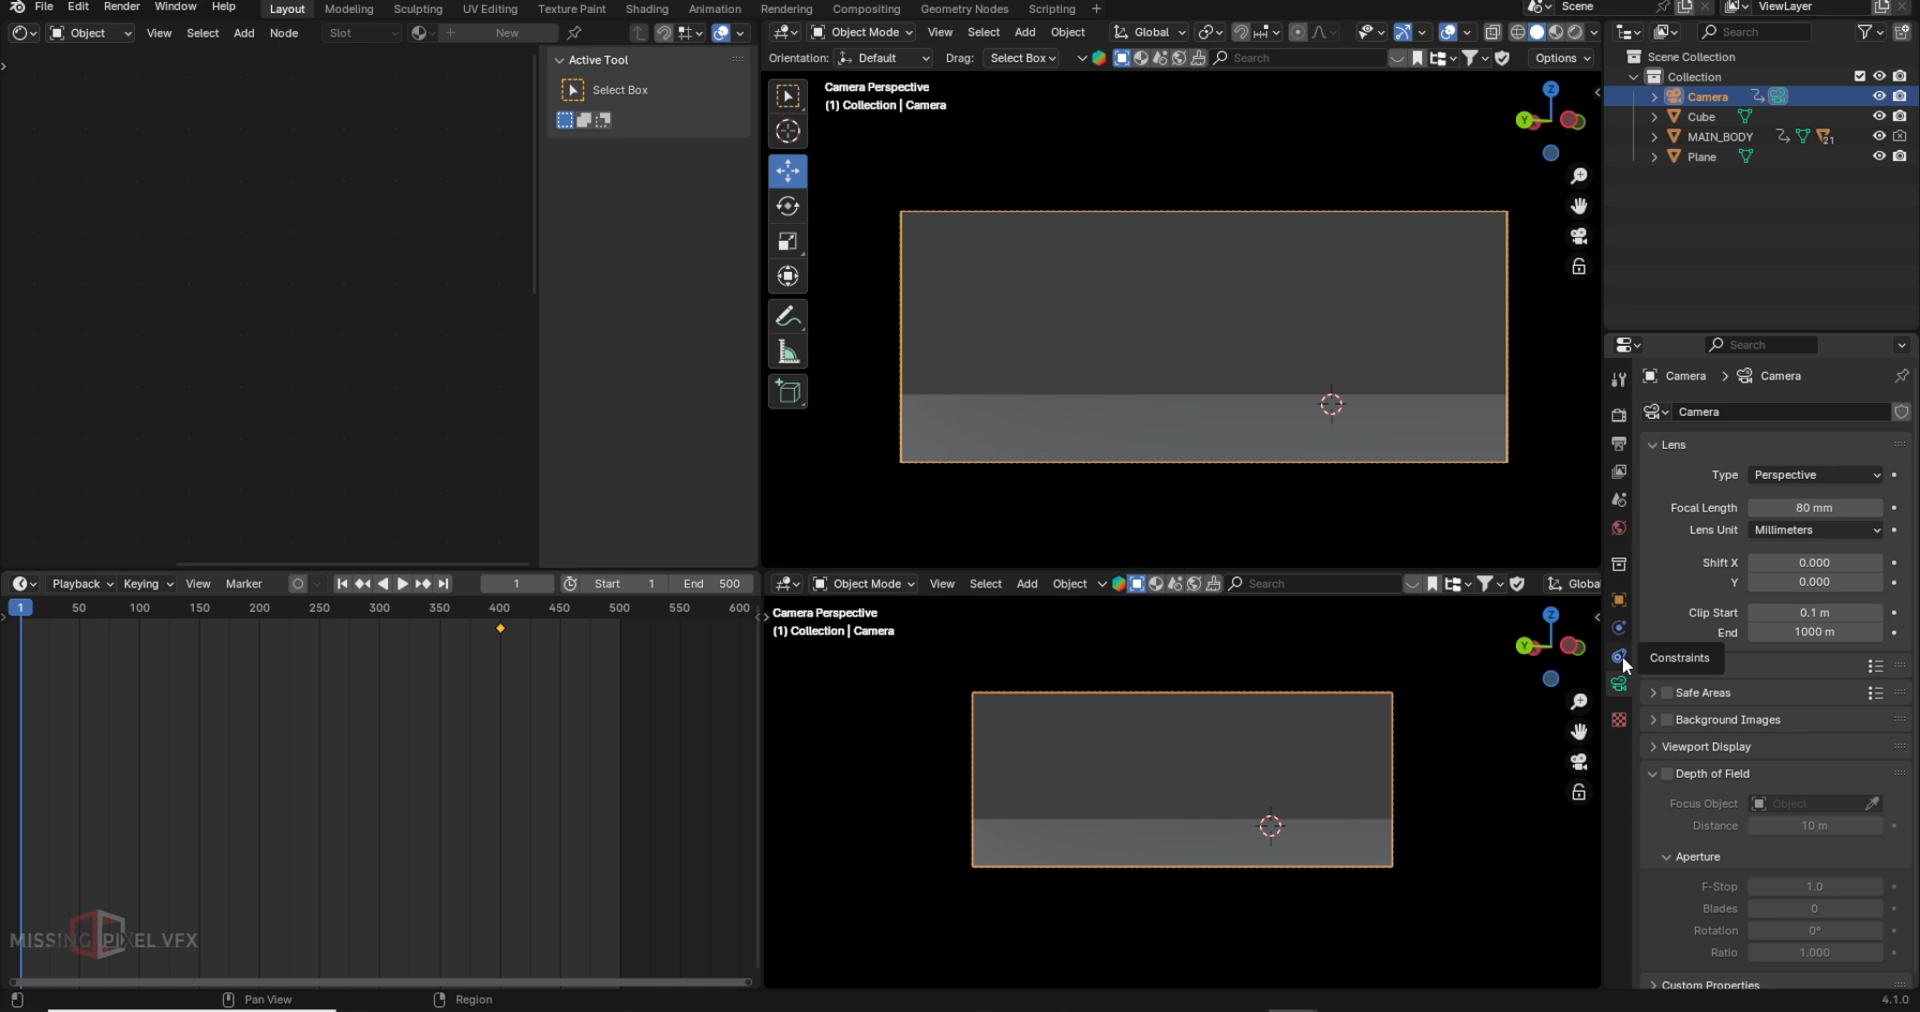 File Edit Render Window Help Layout Modeling Sculpting UV Editing Texture Paint Shading Animation Rendering Compositing Geometry Nodes Scripting + Scene ViewLayer
Object View Select Add Node Slot New
Object Mode View Select Add Object Global
Search
Orientation: Default Drag: Select Box Search Options
Active Tool
Select Box
Camera Perspective
(1) Collection | Camera
Z
Y
Scene Collection
Collection
Camera
Cube
MAIN_BODY 21
Plane
Search
Camera > Camera
Camera
Lens
Type Perspective
Focal Length 80 mm
Lens Unit Millimeters
Shift X 0.000
Y 0.000
Clip Start 0.1 m
End 1000 m
Constraints
Safe Areas
Background Images
Viewport Display
Depth of Field
Focus Object Object
Distance 10 m
Aperture
F-Stop 1.0
Blades 0
Rotation 0°
Ratio 1.000
Custom Properties
Playback Keying View Marker 1 Start 1 End 500
1 50 100 150 200 250 300 350 400 450 500 550 600
Object Mode View Select Add Object Search Globa
Camera Perspective
(1) Collection | Camera
Z
Y
MISSING PIXEL VFX
Pan View Region 4.1.0